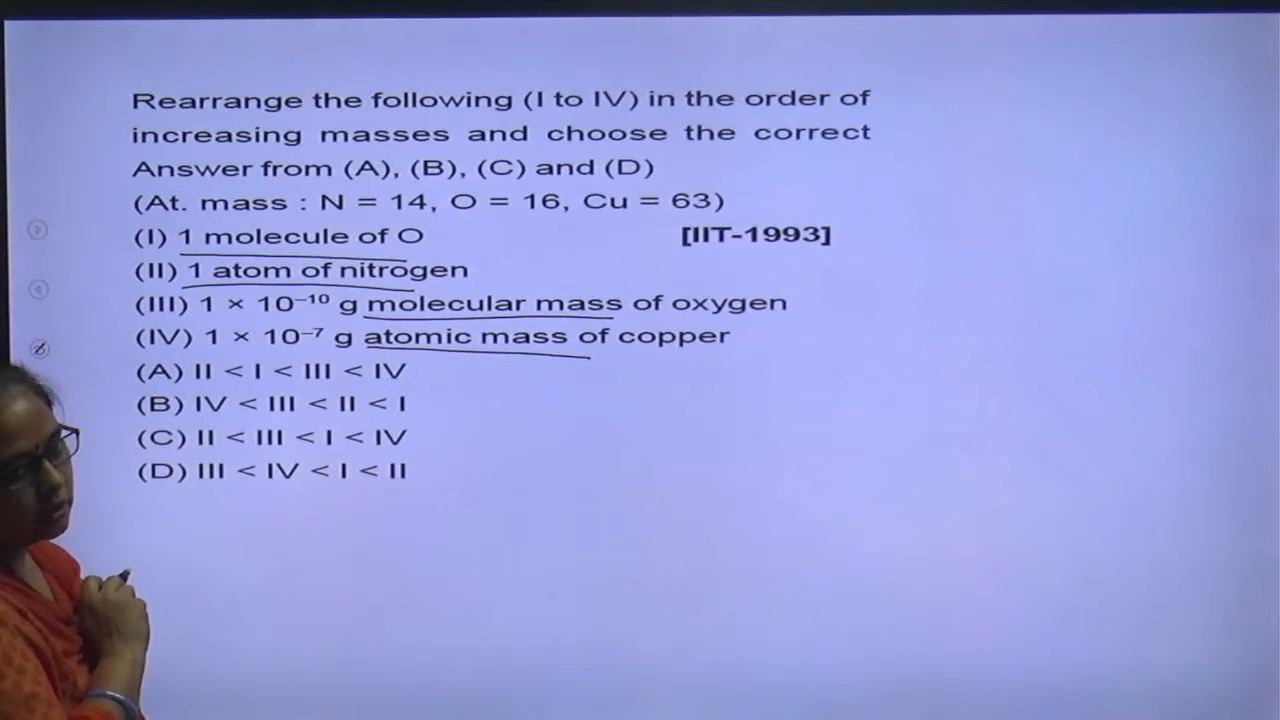 Rearrange the following (I to IV) in the order of
increasing masses and choose the correct
Answer from (A), (B), (C) and (D)
(At. mass : N = 14, O = 16, Cu = 63)
(I) 1 molecule of O [IIT-1993]
(II) 1 atom of nitrogen
(III) 1 × 10⁻¹⁰ g molecular mass of oxygen
(IV) 1 × 10⁻⁷ g atomic mass of copper
(A) II < I < III < IV
(B) IV < III < II < I
(C) II < III < I < IV
(D) III < IV < I < II